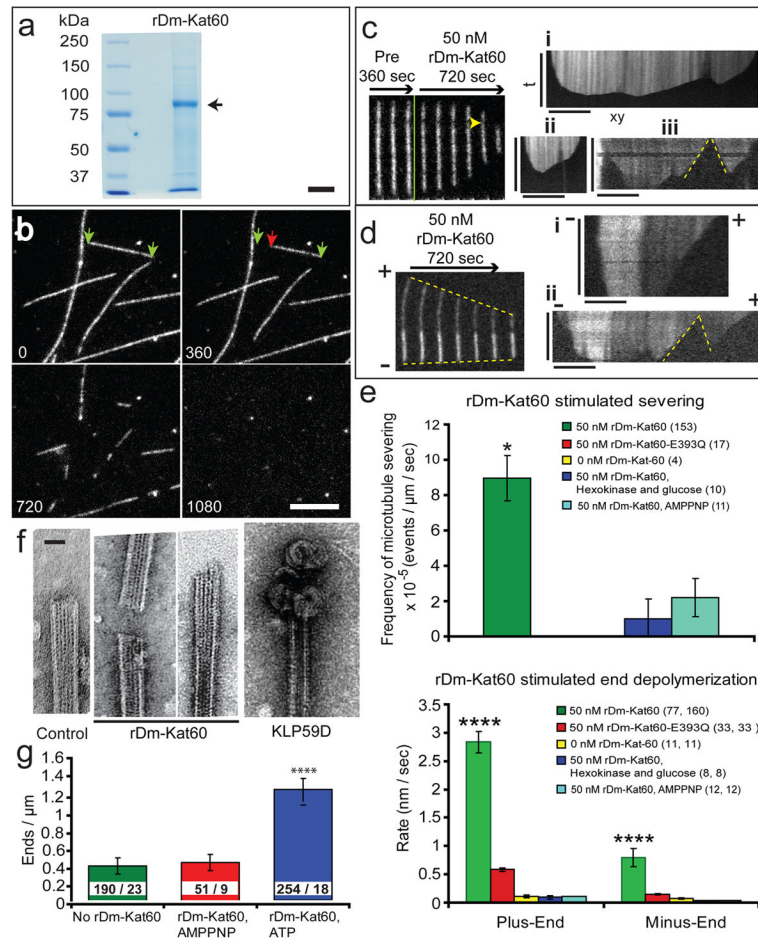 a
kDa
rDm-Kat60
250
150
100
75
50
37
b
0
360
720
1080
c
Pre
360 sec
50 nM
rDm-Kat60
720 sec
i
t
xy
ii
iii
d
50 nM
rDm-Kat60
720 sec
+
-
i
-
+
ii
-
+
e
rDm-Kat60 stimulated severing
Frequency of microtubule severing
x 10⁻⁵ (events / µm / sec)
12
10
8
6
4
2
0
*
50 nM rDm-Kat60 (153)
50 nM rDm-Kat60-E393Q (17)
0 nM rDm-Kat-60 (4)
50 nM rDm-Kat60,
Hexokinase and glucose (10)
50 nM rDm-Kat60, AMPPNP (11)
rDm-Kat60 stimulated end depolymerization
Rate (nm / sec)
3.5
3
2.5
2
1.5
1
0.5
0
****
****
50 nM rDm-Kat60 (77, 160)
50 nM rDm-Kat60-E393Q (33, 33 )
0 nM rDm-Kat-60 (11, 11)
50 nM rDm-Kat60,
Hexokinase and glucose (8, 8)
50 nM rDm-Kat60, AMPPNP (12, 12)
Plus-End
Minus-End
f
Control
rDm-Kat60
KLP59D
g
Ends / µm
1.6
1.4
1.2
1
0.8
0.6
0.4
0.2
0
****
190 / 23
51 / 9
254 / 18
No rDm-Kat60
rDm-Kat60,
AMPPNP
rDm-Kat60,
ATP